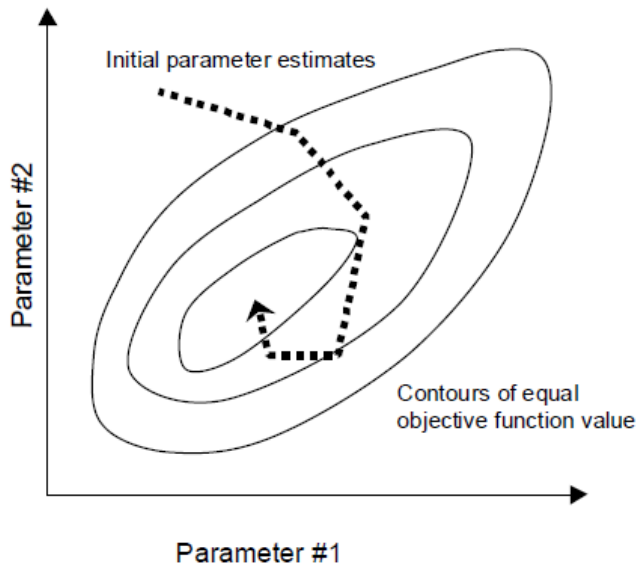 Initial parameter estimates
Parameter #2
Contours of equal
objective function value
Parameter #1